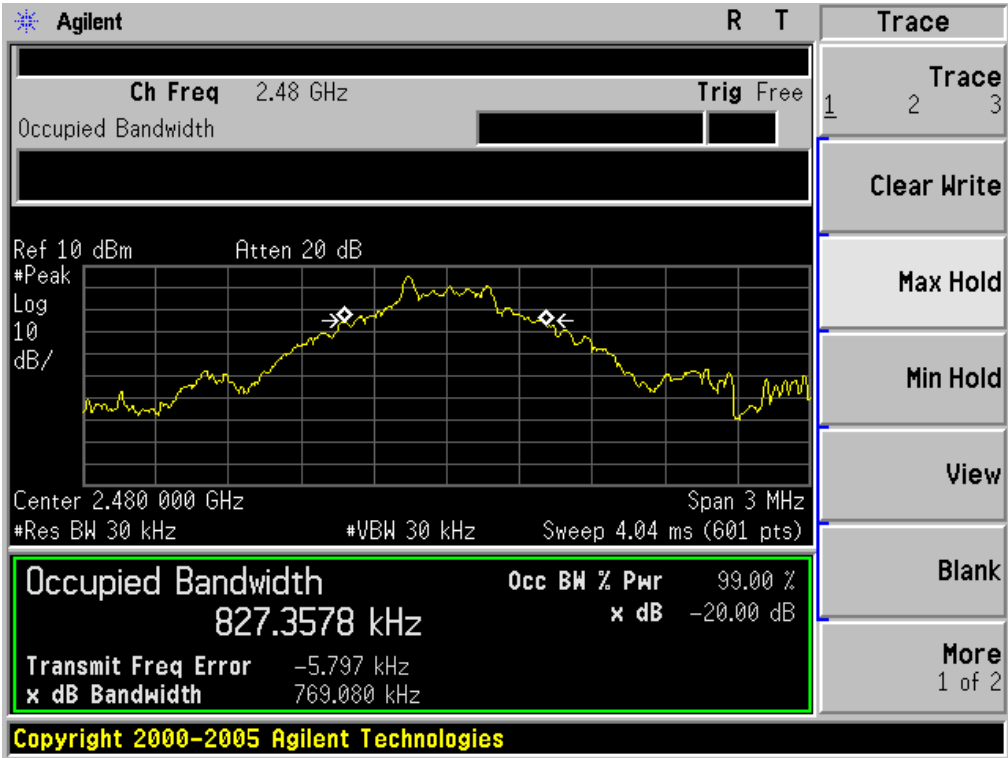 Agilent R T
Ch Freq 2.48 GHz Trig Free
Occupied Bandwidth
Ref 10 dBm Atten 20 dB
#Peak
Log
10
dB/
Center 2.480 000 GHz Span 3 MHz
#Res BW 30 kHz #VBW 30 kHz Sweep 4.04 ms (601 pts)
Occupied Bandwidth Occ BW % Pwr 99.00 %
827.3578 kHz x dB -20.00 dB
Transmit Freq Error -5.797 kHz
x dB Bandwidth 769.080 kHz
Copyright 2000-2005 Agilent Technologies
Trace
Trace
1 2 3
Clear Write
Max Hold
Min Hold
View
Blank
More
1 of 2